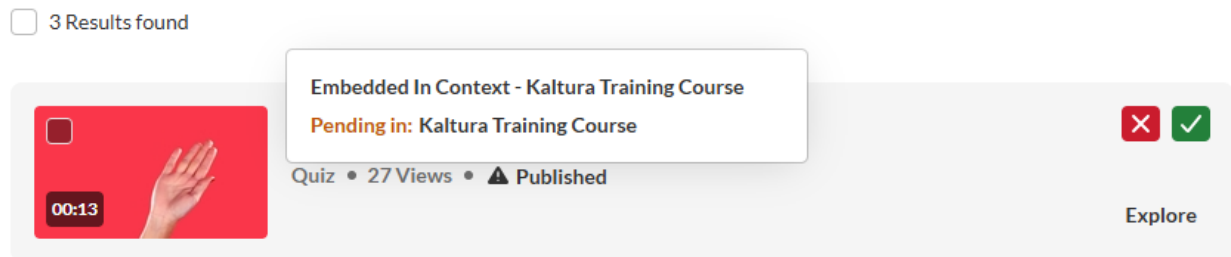 3 Results found
Embedded In Context - Kaltura Training Course
Pending in: Kaltura Training Course
Quiz • 27 Views • Published
00:13
Explore